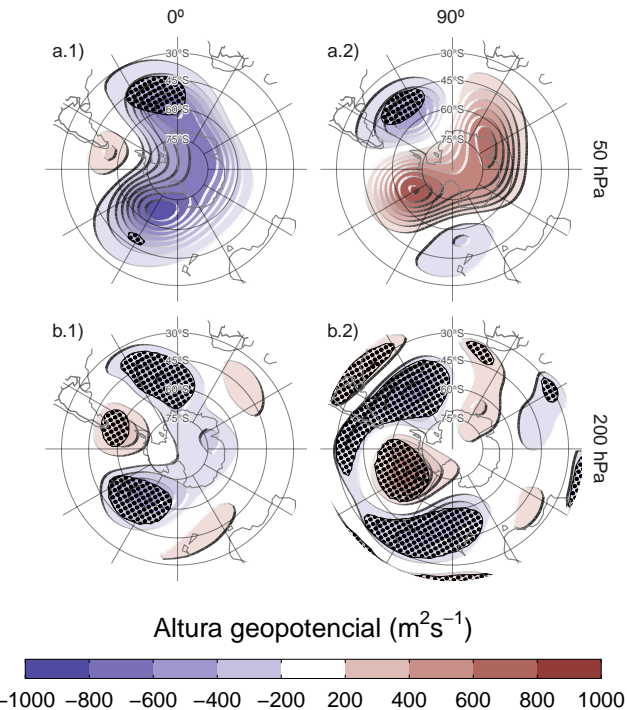 0º 90º
a.1) a.2)
30°S 30°S
45°S 45°S
60°S 60°S
75°S 75°S
50 hPa
b.1) b.2)
30°S 30°S
45°S 45°S
60°S 60°S
75°S 75°S
200 hPa
Altura geopotencial (m²s⁻¹)
−1000 −800 −600 −400 −200 200 400 600 800 1000